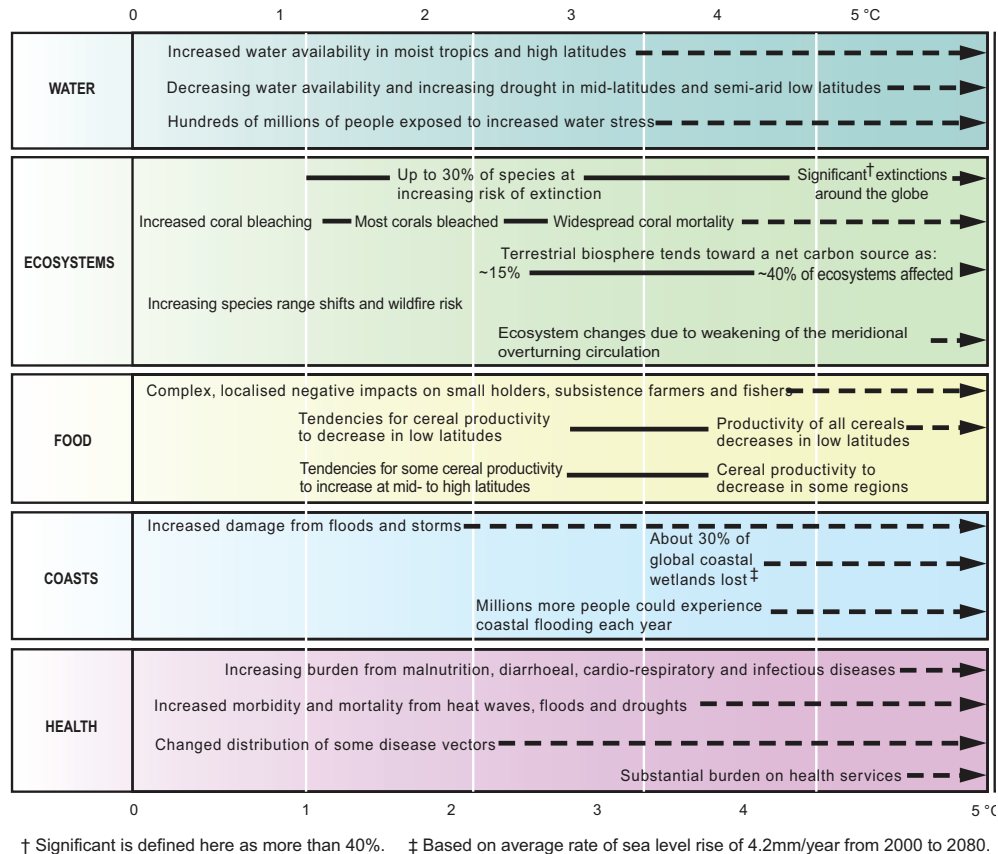 0 1 2 3 4 5 °C
WATER
Increased water availability in moist tropics and high latitudes
Decreasing water availability and increasing drought in mid-latitudes and semi-arid low latitudes
Hundreds of millions of people exposed to increased water stress
ECOSYSTEMS
Up to 30% of species at
increasing risk of extinction
Significant† extinctions
around the globe
Increased coral bleaching
Most corals bleached
Widespread coral mortality
Terrestrial biosphere tends toward a net carbon source as:
~15%
~40% of ecosystems affected
Increasing species range shifts and wildfire risk
Ecosystem changes due to weakening of the meridional
overturning circulation
FOOD
Complex, localised negative impacts on small holders, subsistence farmers and fishers
Tendencies for cereal productivity
to decrease in low latitudes
Productivity of all cereals
decreases in low latitudes
Tendencies for some cereal productivity
to increase at mid- to high latitudes
Cereal productivity to
decrease in some regions
COASTS
Increased damage from floods and storms
About 30% of
global coastal
wetlands lost‡
Millions more people could experience
coastal flooding each year
HEALTH
Increasing burden from malnutrition, diarrhoeal, cardio-respiratory and infectious diseases
Increased morbidity and mortality from heat waves, floods and droughts
Changed distribution of some disease vectors
Substantial burden on health services
0 1 2 3 4 5 °C
† Significant is defined here as more than 40%. ‡ Based on average rate of sea level rise of 4.2mm/year from 2000 to 2080.